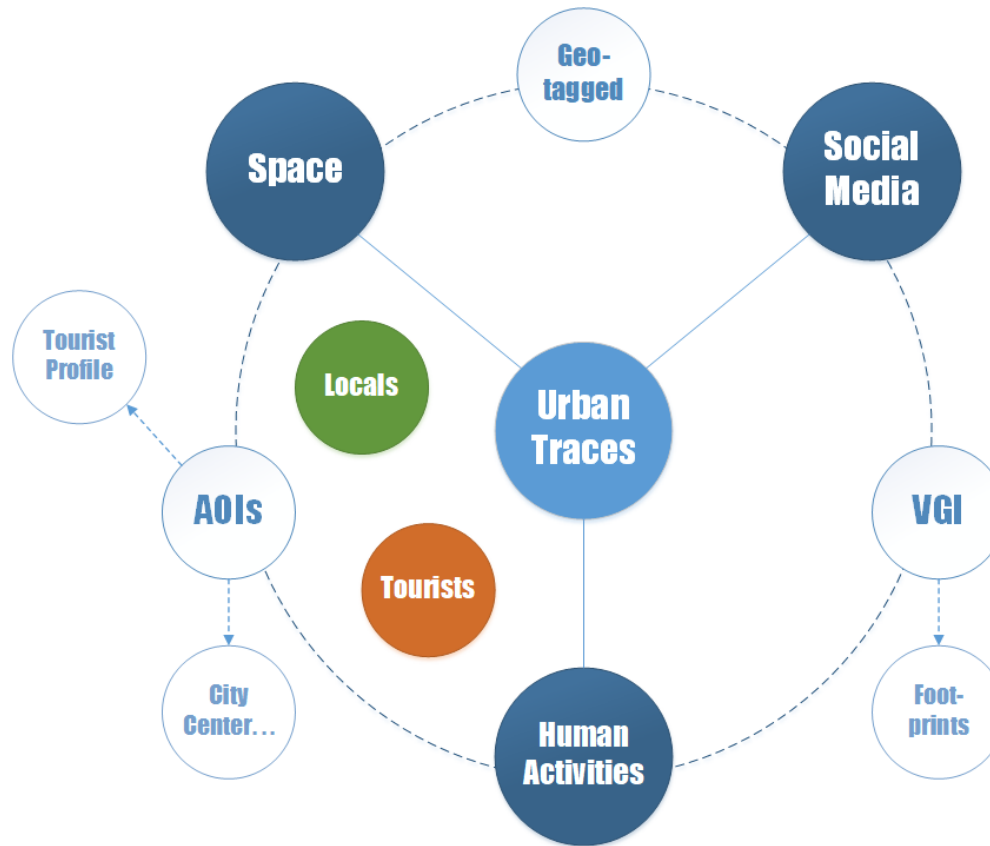 Geo-
tagged
Space
Social
Media
Tourist
Profile
Locals
Urban
Traces
AOIs
VGI
Tourists
City
Center...
Foot-
prints
Human
Activities